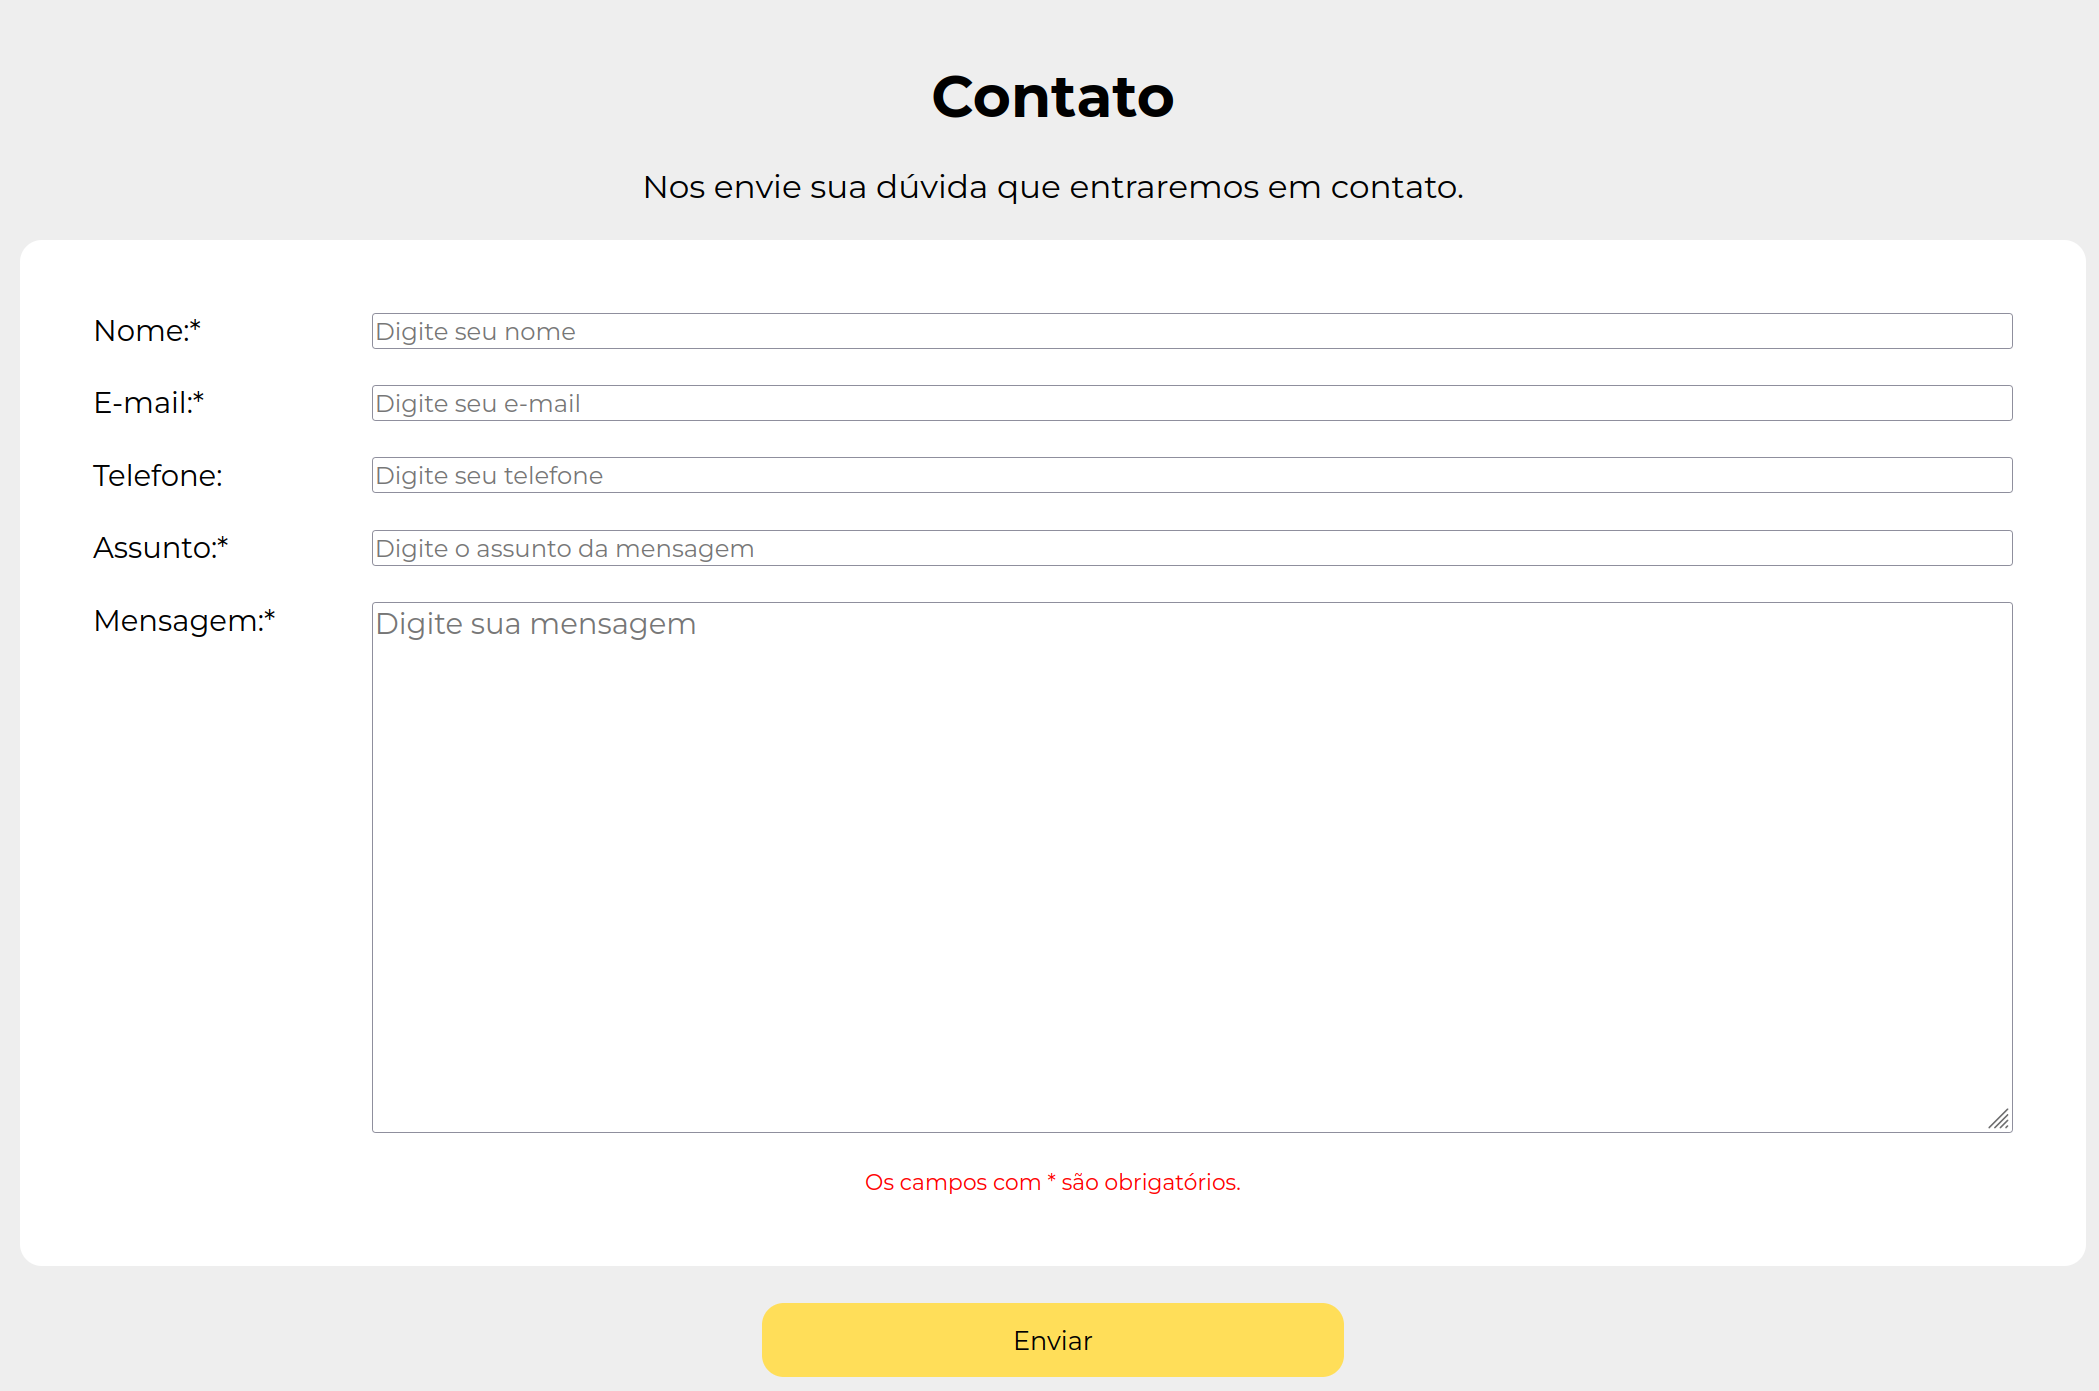 Contato
Nos envie sua dúvida que entraremos em contato.
Nome:* Digite seu nome
E-mail:* Digite seu e-mail
Telefone: Digite seu telefone
Assunto:* Digite o assunto da mensagem
Mensagem:* Digite sua mensagem
Os campos com * são obrigatórios.
Enviar